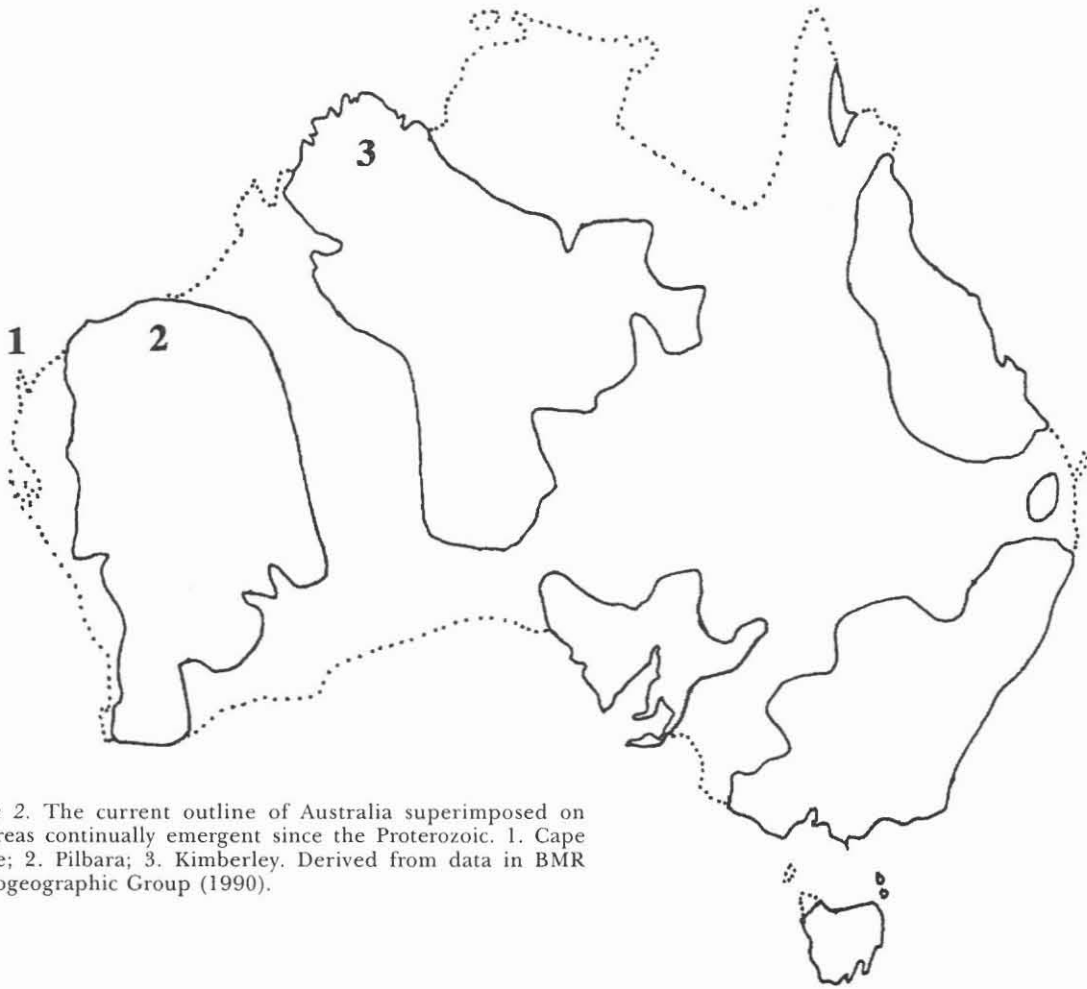 3
1
2
2. The current outline of Australia superimposed on
reas continually emergent since the Proterozoic. 1. Cape
e; 2. Pilbara; 3. Kimberley. Derived from data in BMR
ogeographic Group (1990).